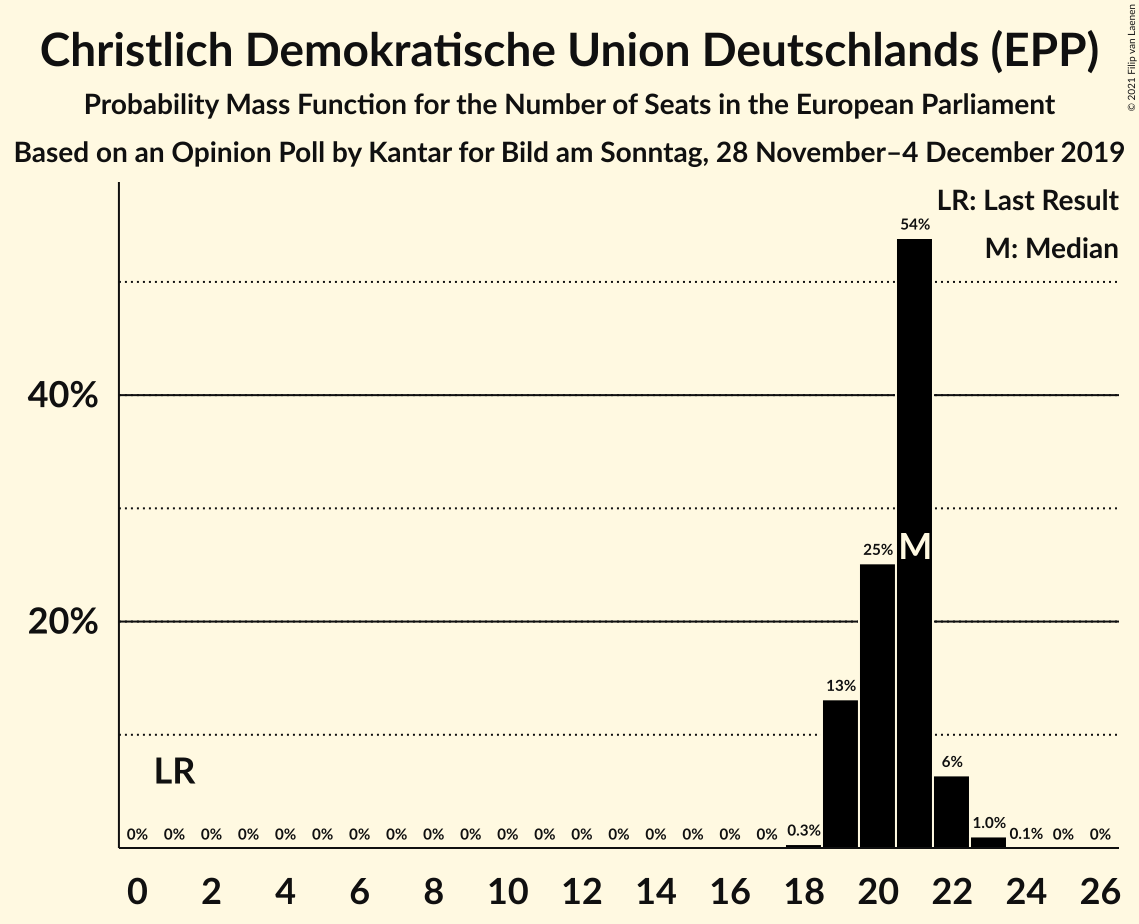 Christlich Demokratische Union Deutschlands (EPP)
Probability Mass Function for the Number of Seats in the European Parliament
Based on an Opinion Poll by Kantar for Bild am Sonntag, 28 November–4 December 2019
© 2021 Filip van Laenen
LR: Last Result
M: Median
54%
40%
25%
M
20%
13%
LR
6%
0% 0% 0% 0% 0% 0% 0% 0% 0% 0% 0% 0% 0% 0% 0% 0% 0% 0% 0.3% 1.0% 0.1% 0% 0%
0 2 4 6 8 10 12 14 16 18 20 22 24 26